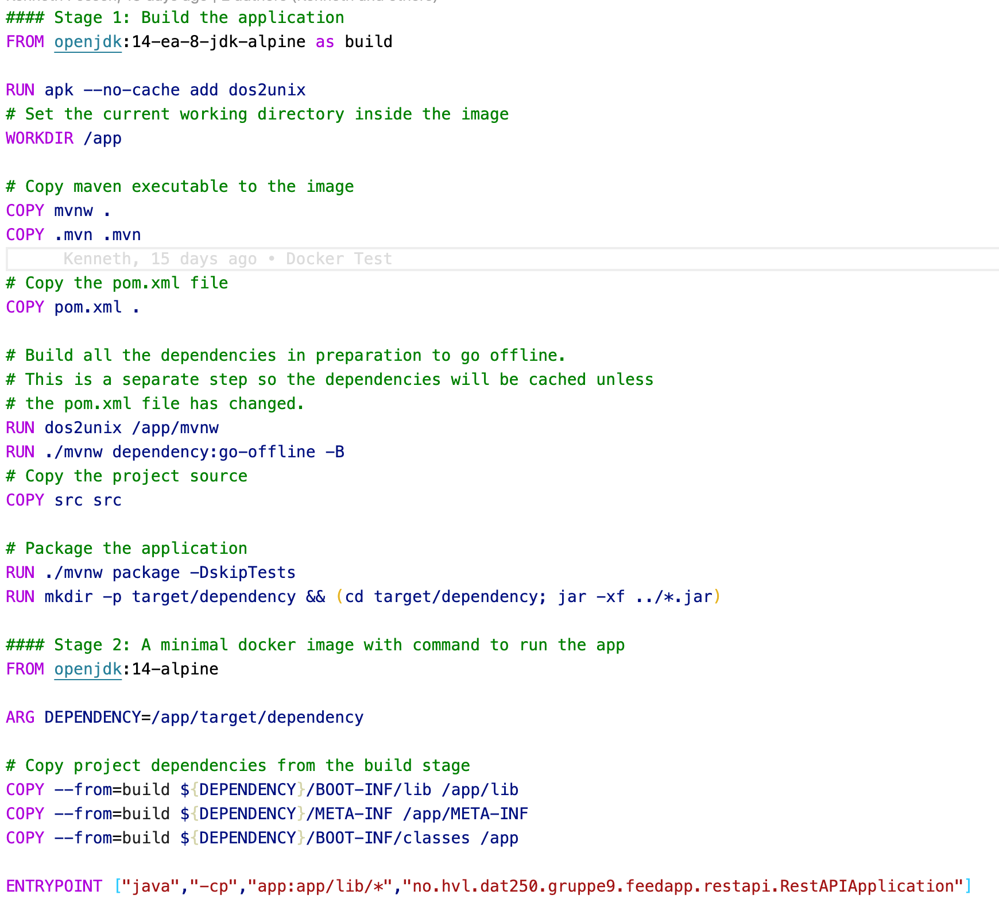 #### Stage 1: Build the application
FROM openjdk:14-ea-8-jdk-alpine as build
RUN apk --no-cache add dos2unix
# Set the current working directory inside the image
WORKDIR /app
# Copy maven executable to the image
COPY mvnw .
COPY .mvn .mvn
Kenneth, 15 days ago • Docker Test
# Copy the pom.xml file
COPY pom.xml .
# Build all the dependencies in preparation to go offline.
# This is a separate step so the dependencies will be cached unless
# the pom.xml file has changed.
RUN dos2unix /app/mvnw
RUN ./mvnw dependency:go-offline -B
# Copy the project source
COPY src src
# Package the application
RUN ./mvnw package -DskipTests
RUN mkdir -p target/dependency && (cd target/dependency; jar -xf ../*.jar)
#### Stage 2: A minimal docker image with command to run the app
FROM openjdk:14-alpine
ARG DEPENDENCY=/app/target/dependency
# Copy project dependencies from the build stage
COPY --from=build ${DEPENDENCY}/BOOT-INF/lib /app/lib
COPY --from=build ${DEPENDENCY}/META-INF /app/META-INF
COPY --from=build ${DEPENDENCY}/BOOT-INF/classes /app
ENTRYPOINT ["java","-cp","app:app/lib/*","no.hvl.dat250.gruppe9.feedapp.restapi.RestAPIApplication"]